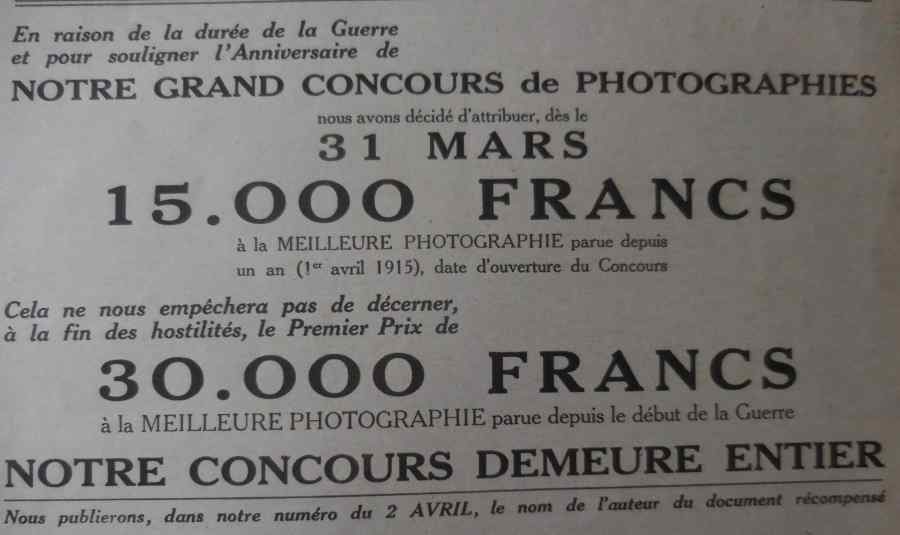 En raison de la durée de la Guerre
et pour souligner l'Anniversaire de
NOTRE GRAND CONCOURS de PHOTOGRAPHIES
nous avons décidé d'attribuer, dès le
31 MARS
15.000 FRANCS
à la MEILLEURE PHOTOGRAPHIE parue depuis
un an (1er avril 1915), date d'ouverture du Concours
Cela ne nous empêchera pas de décerner,
à la fin des hostilités, le Premier Prix de
30.000 FRANCS
à la MEILLEURE PHOTOGRAPHIE parue depuis le début de la Guerre
NOTRE CONCOURS DEMEURE ENTIER
Nous publierons, dans notre numéro du 2 AVRIL, le nom de l'auteur du document récompensé